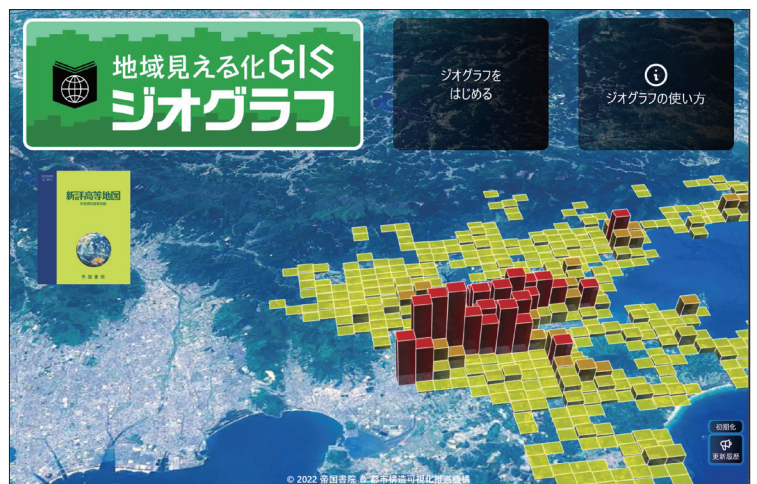 地域見える化GIS
ジオグラフ
ジオグラフを
はじめる
ジオグラフの使い方
新詳高等地図
帝国書院
初期化
更新履歴
© 2022 帝国書院 & 都市構造可視化推進機構